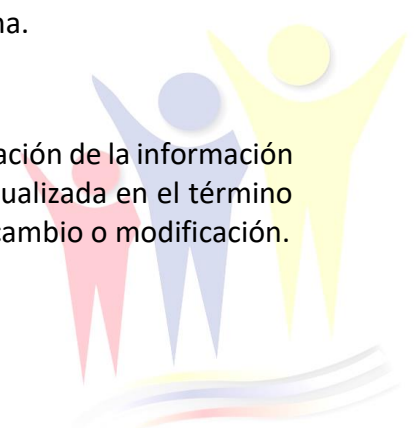 na.
ación de la información
ualizada en el término
cambio o modificación.